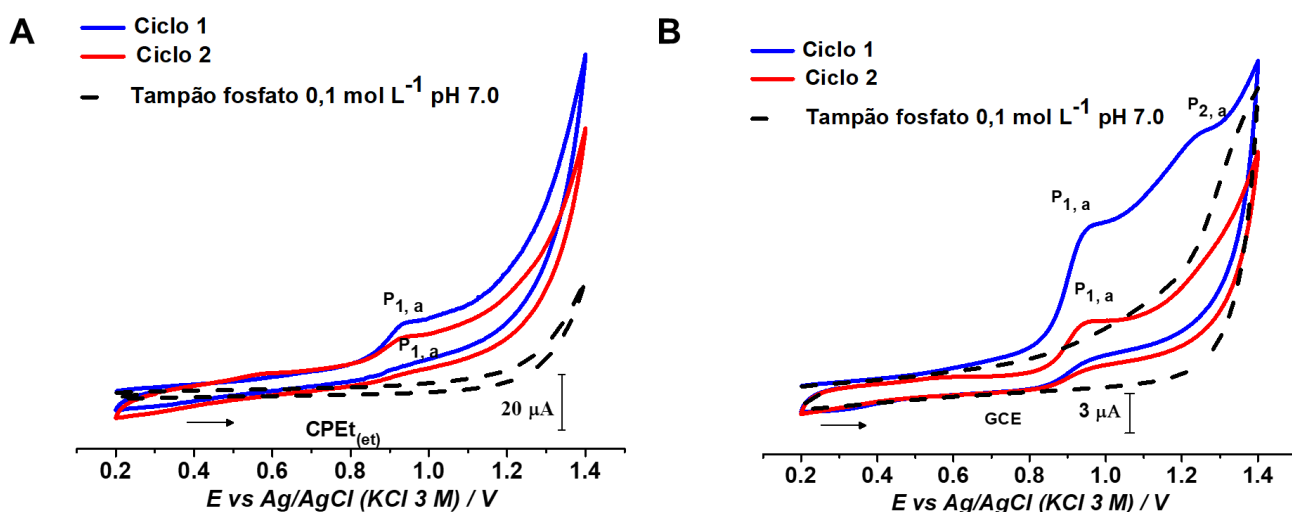 A
Ciclo 1
Ciclo 2
Tampão fosfato 0,1 mol L⁻¹ pH 7.0
P1, a
P1, a
20 µA
CPEt(et)
0.2 0.4 0.6 0.8 1.0 1.2 1.4
E vs Ag/AgCl (KCl 3 M) / V
B
Ciclo 1
Ciclo 2
Tampão fosfato 0,1 mol L⁻¹ pH 7.0
P2, a
P1, a
P1, a
GCE
3 µA
0.2 0.4 0.6 0.8 1.0 1.2 1.4
E vs Ag/AgCl (KCl 3 M) / V